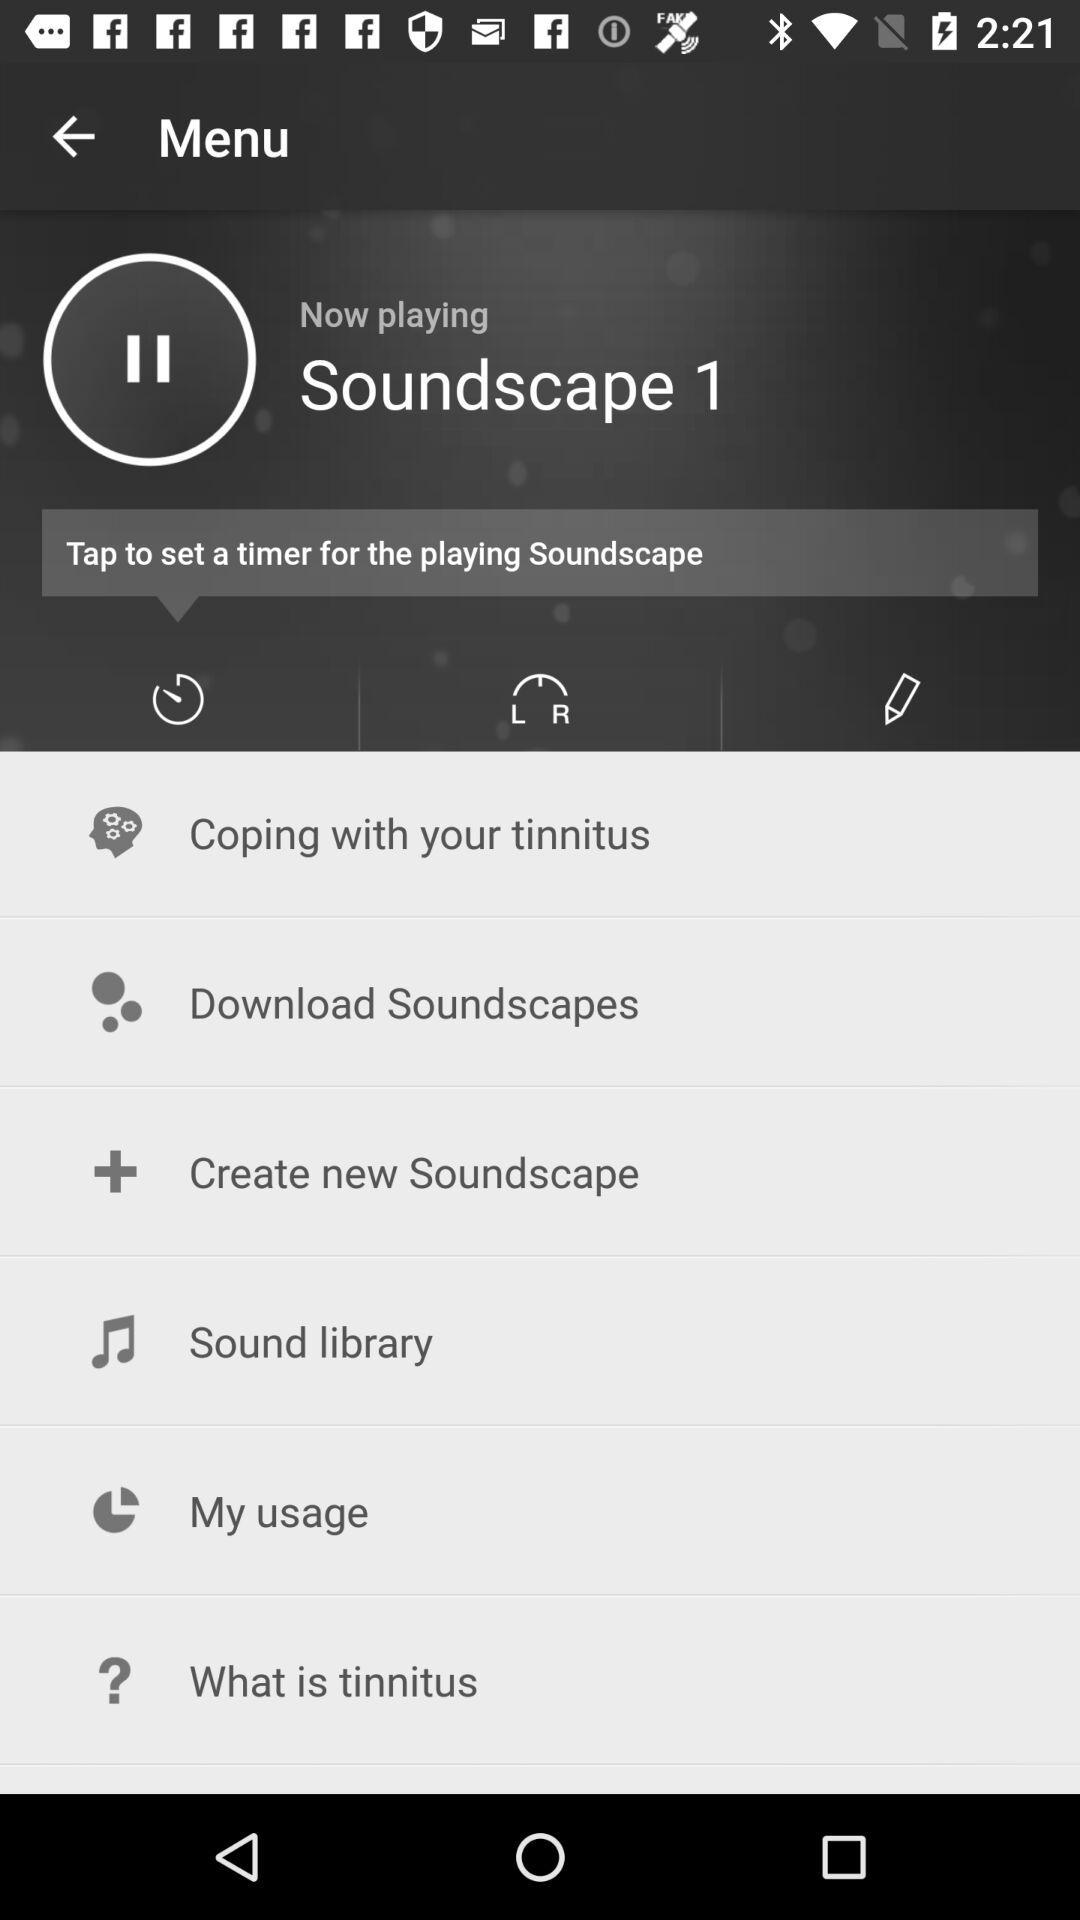 FAKE
2:21
Menu
Now playing
Soundscape 1
Tap to set a timer for the playing Soundscape
L R
Coping with your tinnitus
Download Soundscapes
Create new Soundscape
Sound library
My usage
What is tinnitus